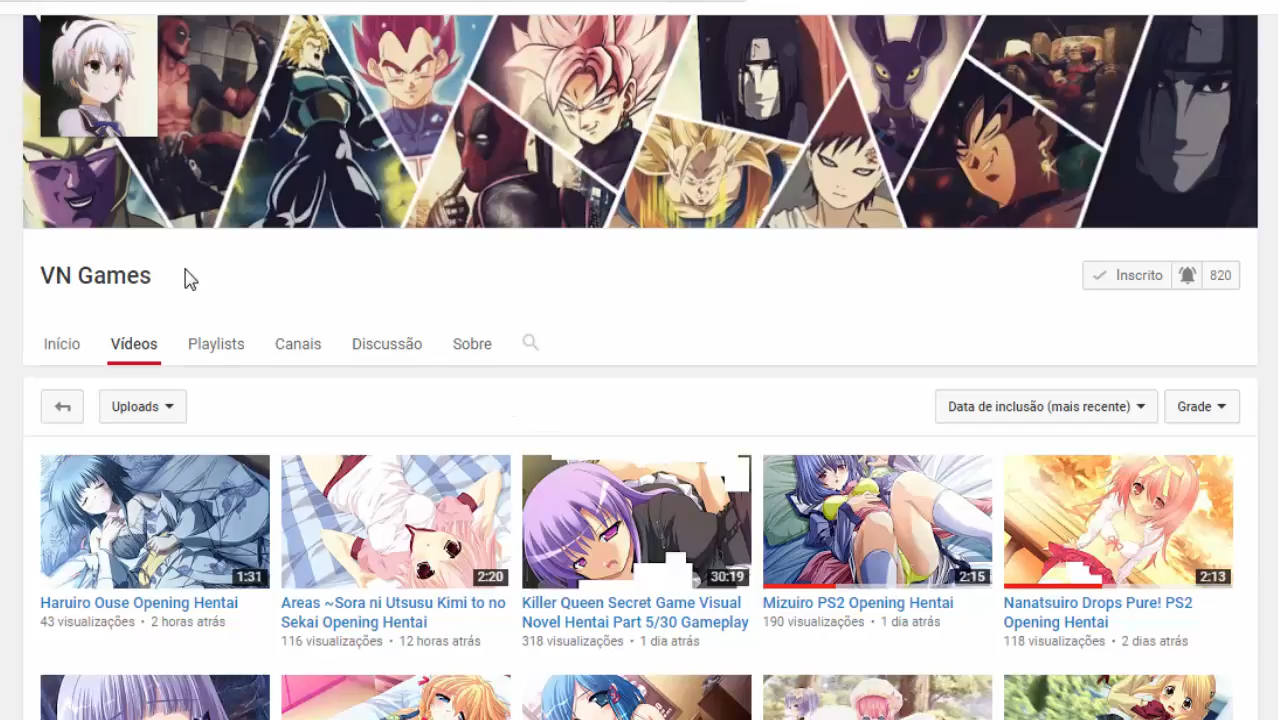 VN Games
Inscrito 820
Início Vídeos Playlists Canais Discussão Sobre
Uploads Data de inclusão (mais recente) Grade
1:31 2:20 30:19 2:15 2:13
Haruiro Ouse Opening Hentai
43 visualizações • 2 horas atrás
Areas ~Sora ni Utsusu Kimi to no
Sekai Opening Hentai
116 visualizações • 12 horas atrás
Killer Queen Secret Game Visual
Novel Hentai Part 5/30 Gameplay
318 visualizações • 1 dia atrás
Mizuiro PS2 Opening Hentai
190 visualizações • 1 dia atrás
Nanatsuiro Drops Pure! PS2
Opening Hentai
118 visualizações • 2 dias atrás